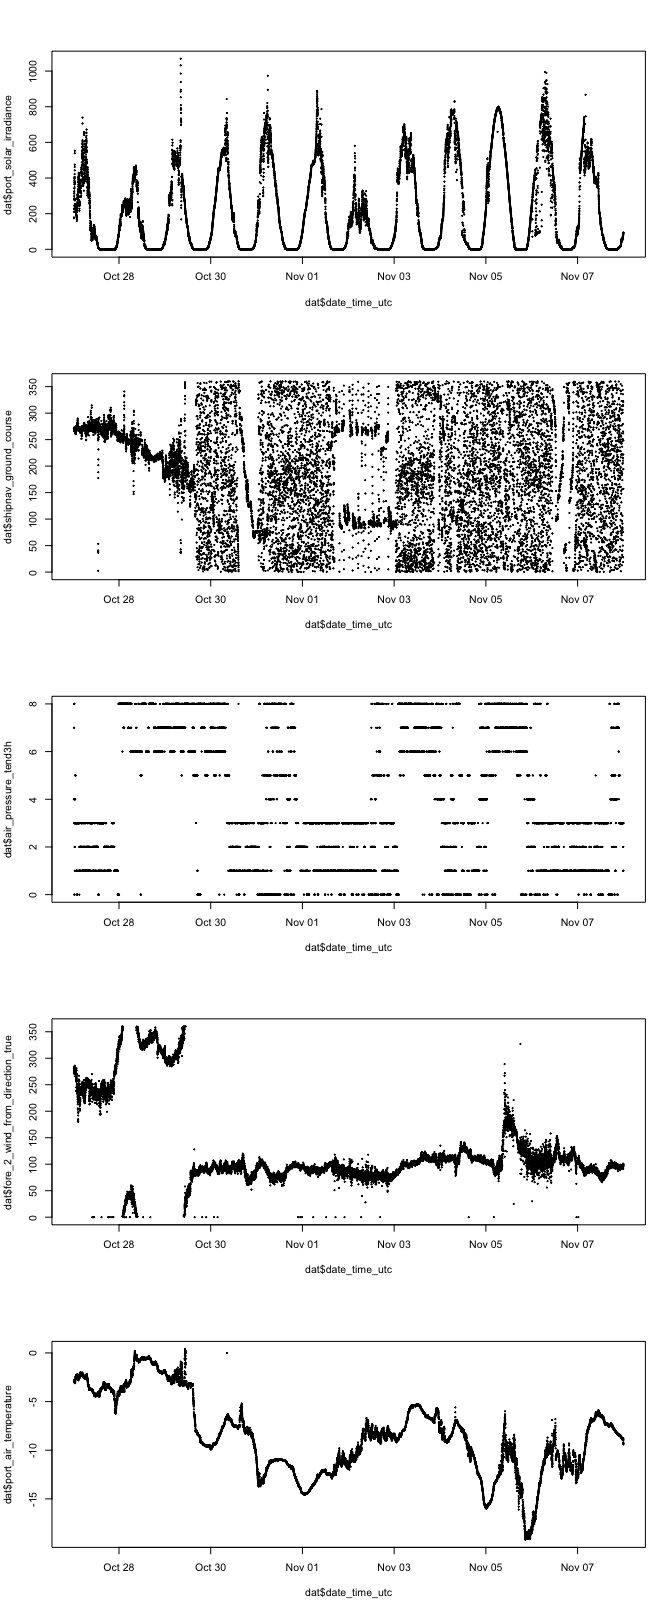 dat$port_solar_irradiance
0 200 400 600 800 1000
Oct 28 Oct 30 Nov 01 Nov 03 Nov 05 Nov 07
dat$date_time_utc
dat$shipnav_ground_course
0 50 100 150 200 250 300 350
Oct 28 Oct 30 Nov 01 Nov 03 Nov 05 Nov 07
dat$date_time_utc
dat$air_pressure_tend3h
0 2 4 6 8
Oct 28 Oct 30 Nov 01 Nov 03 Nov 05 Nov 07
dat$date_time_utc
dat$fore_2_wind_from_direction_true
0 50 100 150 200 250 300 350
Oct 28 Oct 30 Nov 01 Nov 03 Nov 05 Nov 07
dat$date_time_utc
dat$port_air_temperature
-15 -10 -5 0
Oct 28 Oct 30 Nov 01 Nov 03 Nov 05 Nov 07
dat$date_time_utc